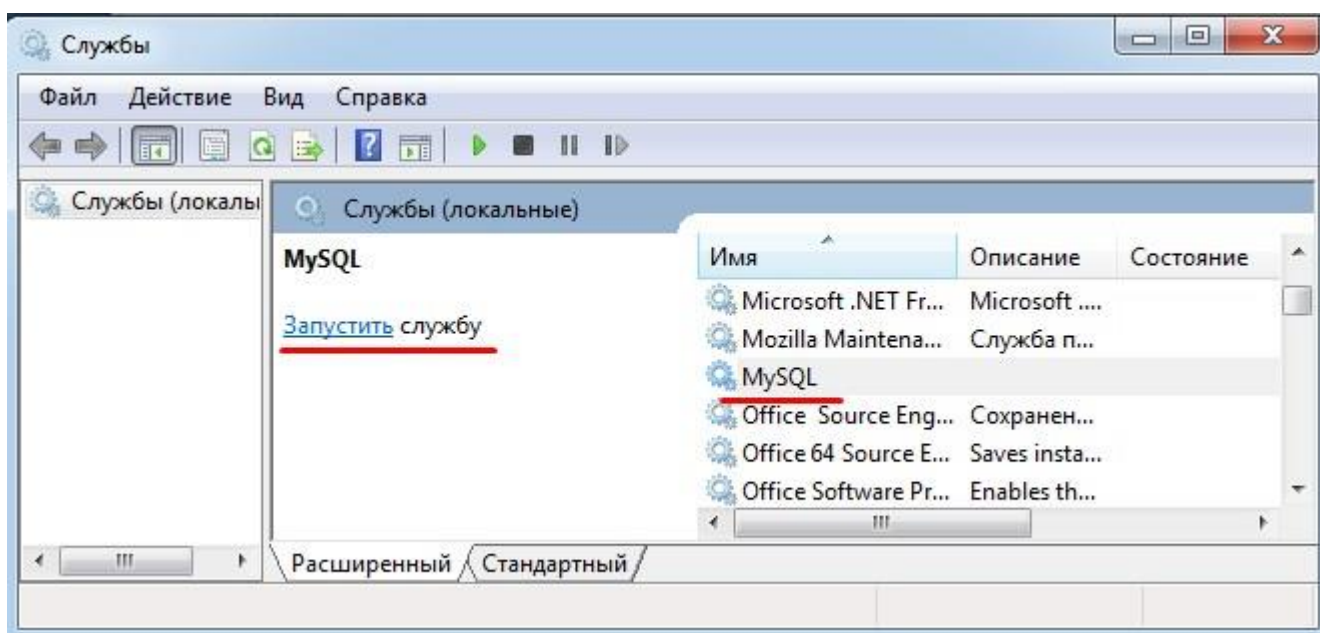 Службы
Файл Действие Вид Справка
Службы (локалы
Службы (локальные)
MySQL
Запустить службу
Имя Описание Состояние
Microsoft .NET Fr... Microsoft ....
Mozilla Maintena... Служба п...
MySQL
Office Source Eng... Сохранен...
Office 64 Source E... Saves insta...
Office Software Pr... Enables th...
Расширенный Стандартный